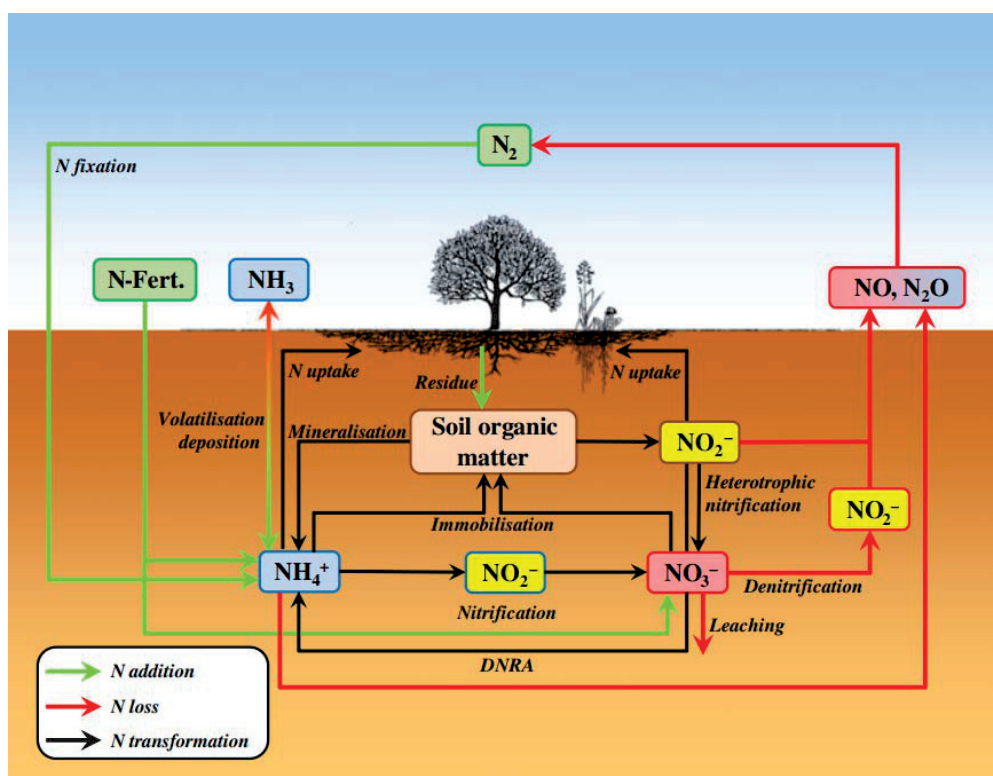 N₂
N fixation
N-Fert.
NH₃
NO, N₂O
N uptake
Residue
N uptake
Volatilisation
deposition
Mineralisation
Soil organic
matter
NO₂⁻
Heterotrophic
nitrification
NO₂⁻
Immobilisation
NH₄⁺
NO₂⁻
NO₃⁻
Denitrification
Nitrification
Leaching
DNRA
N addition
N loss
N transformation